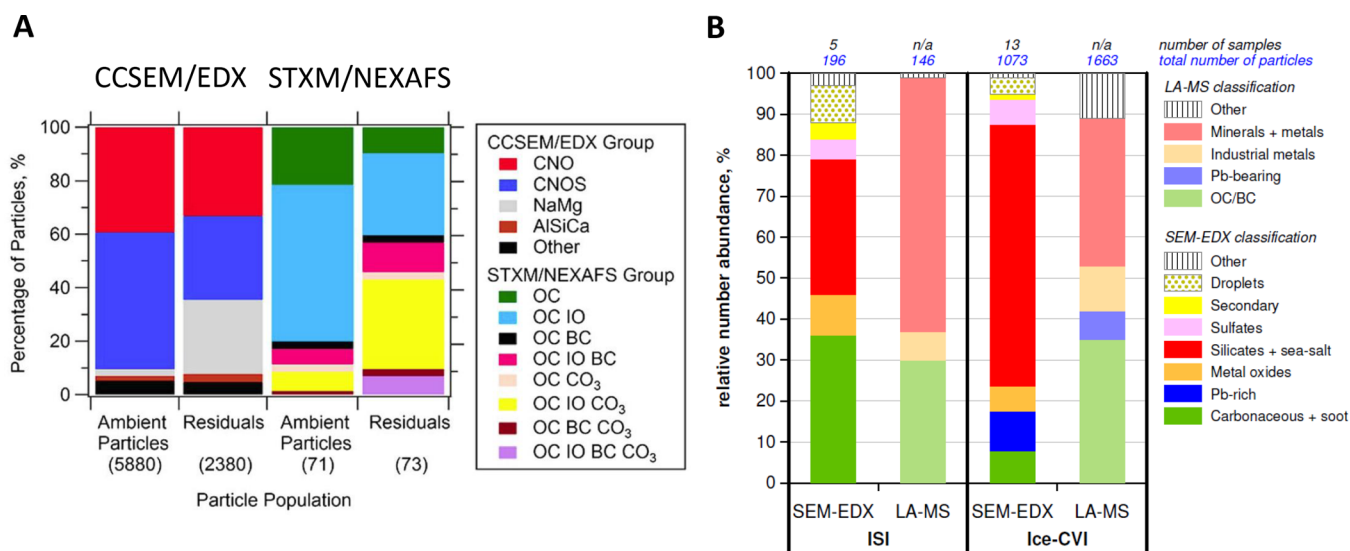 A
CCSEM/EDX STXM/NEXAFS
Percentage of Particles, %
100
80
60
40
20
0
Ambient Particles (5880)
Residuals (2380)
Ambient Particles (71)
Residuals (73)
Particle Population
CCSEM/EDX Group
CNO
CNOS
NaMg
AlSiCa
Other
STXM/NEXAFS Group
OC
OC IO
OC BC
OC IO BC
OC CO₃
OC IO CO₃
OC BC CO₃
OC IO BC CO₃
B
5 n/a 13 n/a number of samples
196 146 1073 1663 total number of particles
relative number abundance, %
100
90
80
70
60
50
40
30
20
10
0
SEM-EDX LA-MS SEM-EDX LA-MS
ISI Ice-CVI
LA-MS classification
Other
Minerals + metals
Industrial metals
Pb-bearing
OC/BC
SEM-EDX classification
Other
Droplets
Secondary
Sulfates
Silicates + sea-salt
Metal oxides
Pb-rich
Carbonaceous + soot